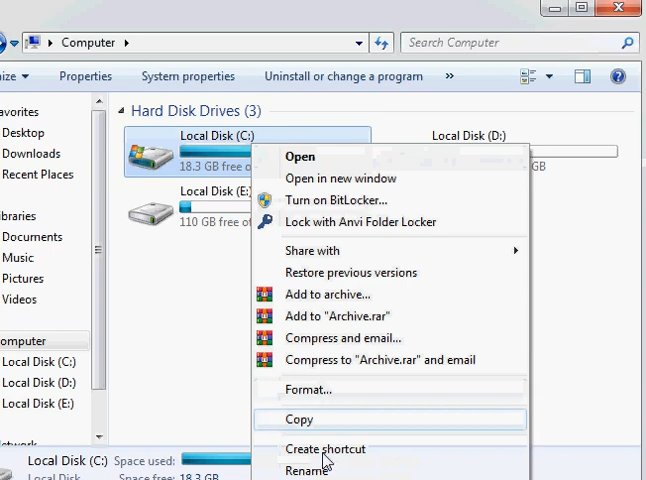 Computer
Search Computer
ize
Properties
System properties
Uninstall or change a program
»
avorites
Desktop
Downloads
Recent Places
ibraries
Documents
Music
Pictures
Videos
omputer
Local Disk (C:)
Local Disk (D:)
Local Disk (E:)
Hard Disk Drives (3)
Local Disk (C:)
18.3 GB free o
Local Disk (D:)
GB
Local Disk (E:)
110 GB free of
Open
Open in new window
Turn on BitLocker...
Lock with Anvi Folder Locker
Share with
Restore previous versions
Add to archive...
Add to "Archive.rar"
Compress and email...
Compress to "Archive.rar" and email
Format...
Copy
Create shortcut
Rename
Local Disk (C:) Space used:
Local Disk Space free: 18.3 GB